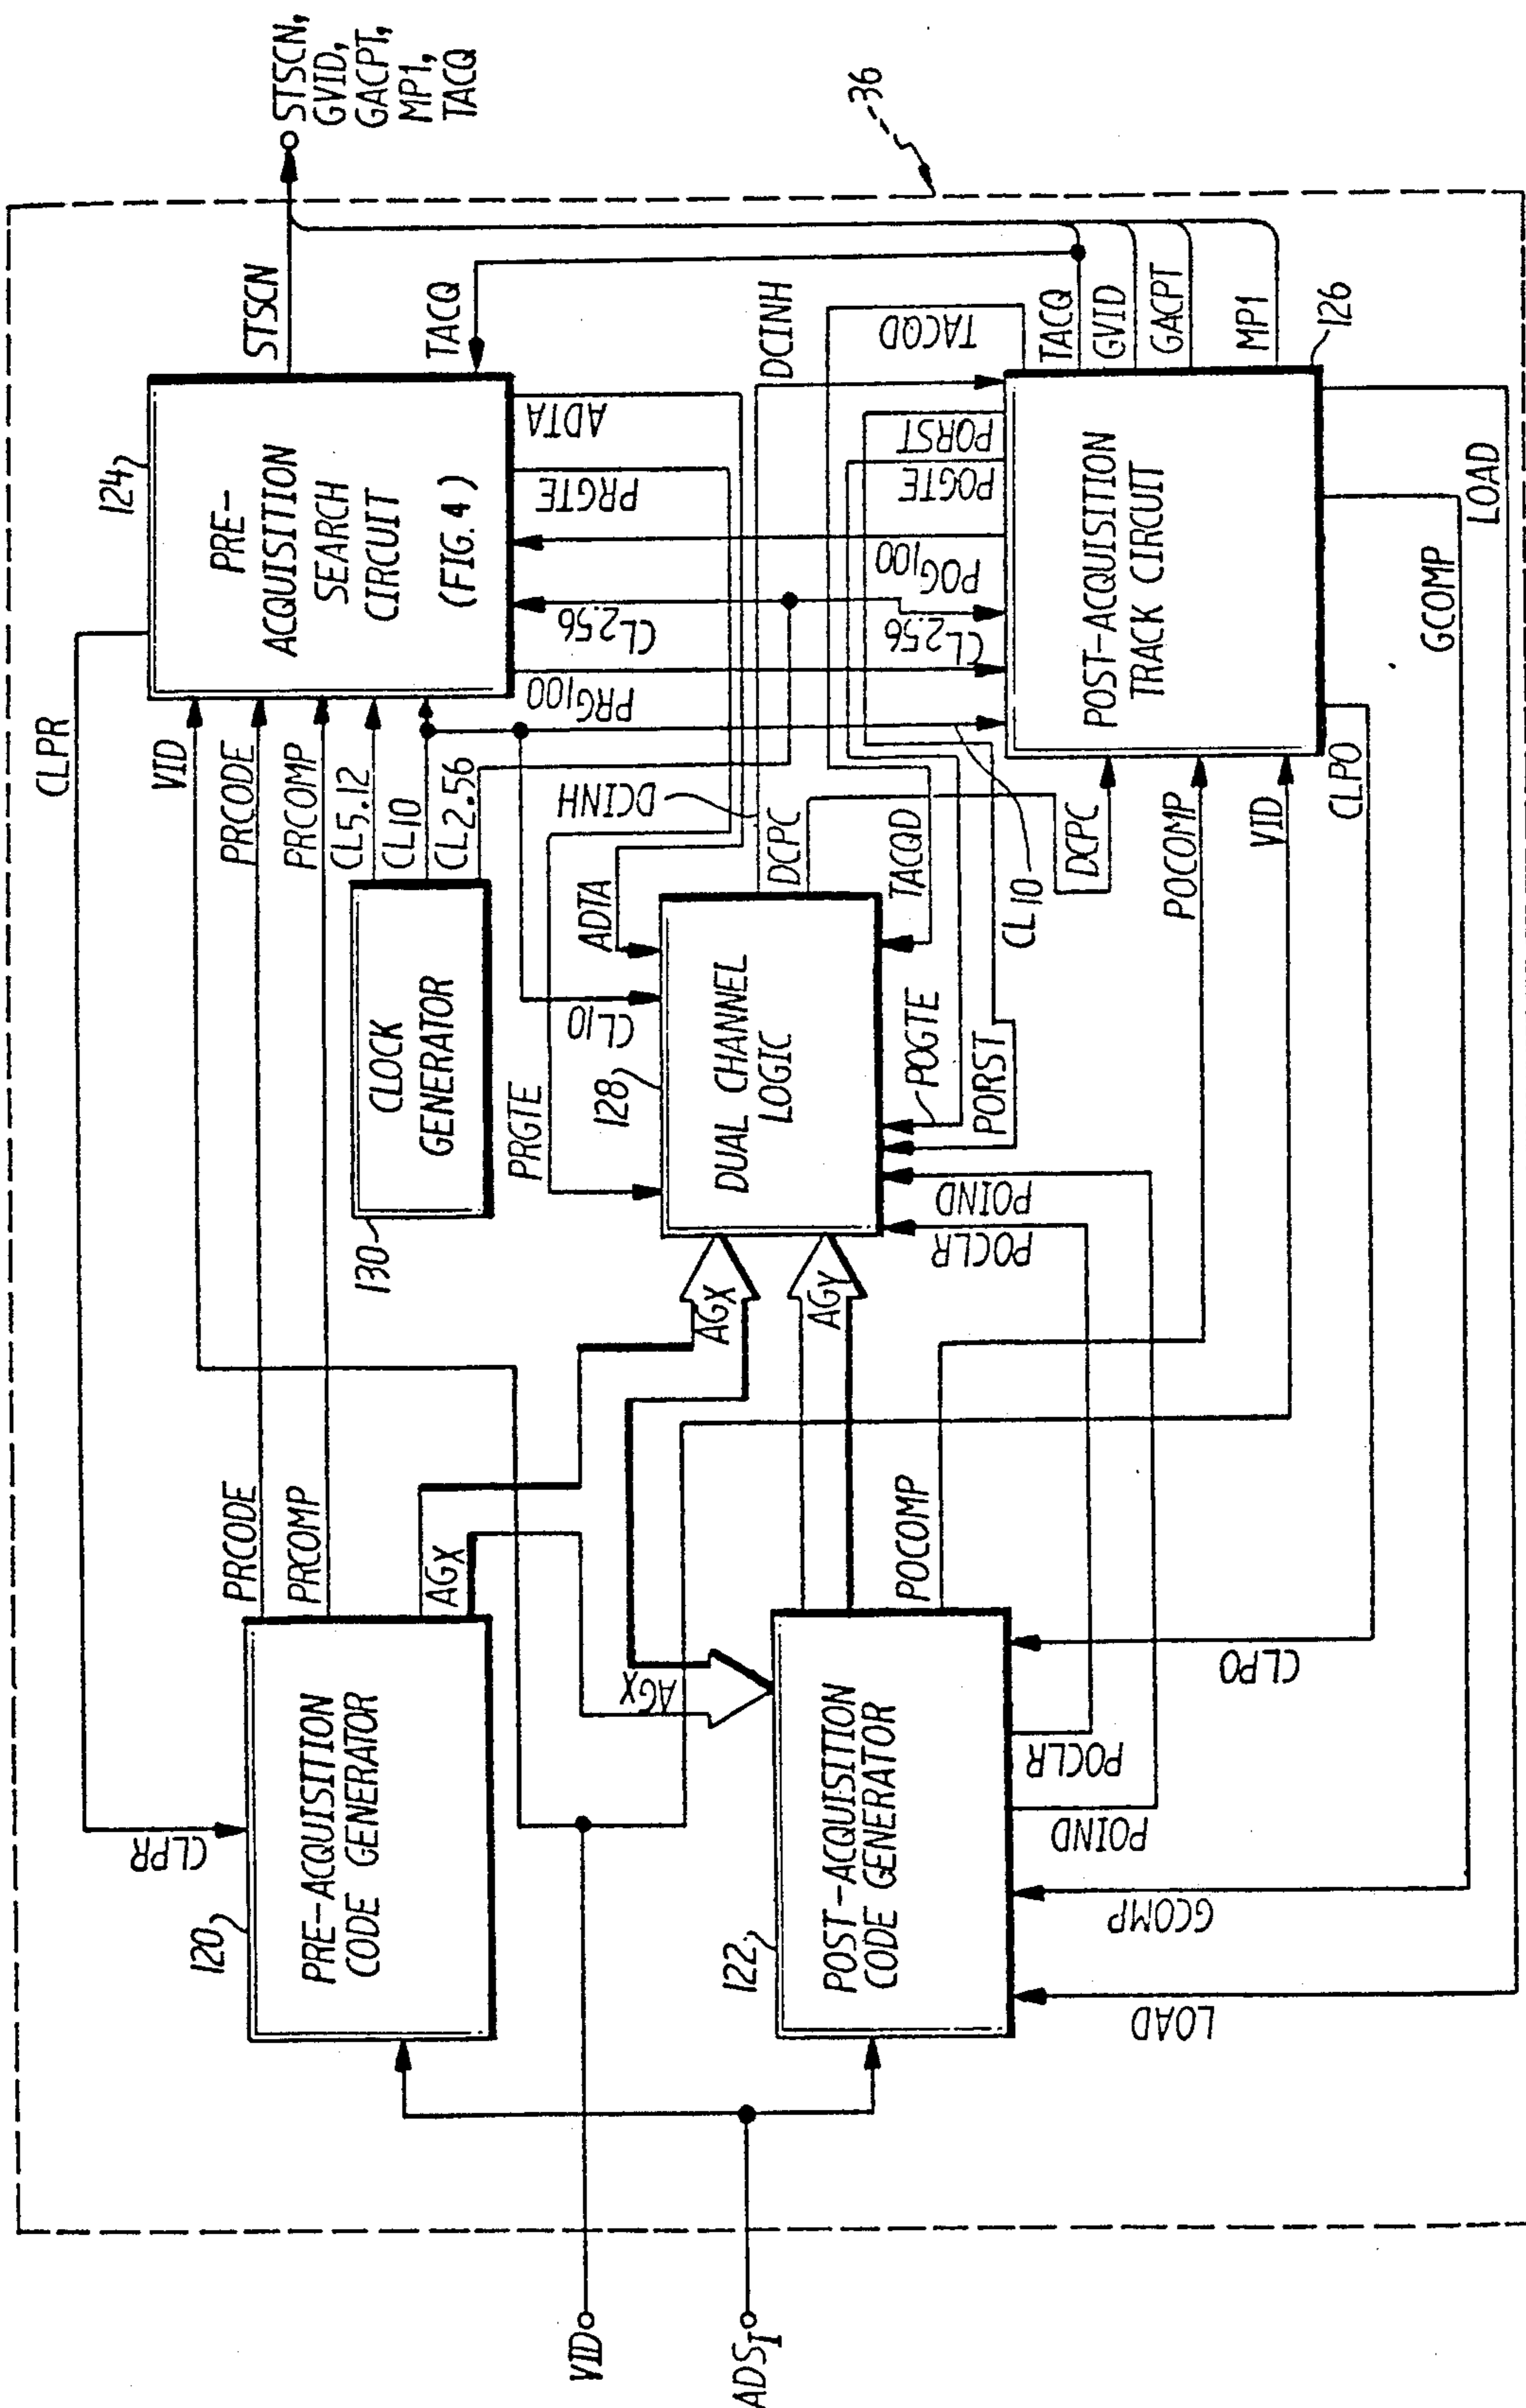 STSCN,
GVID,
GACPT,
MP1,
TACQ
36
CLPR
VID
PRCODE
PRCOMP
CL5.12
CL10
CL2.56
124
PRE-
ACQUISITION
SEARCH
CIRCUIT
(FIG. 4)
STSCN
TACQ
ADTA
PRGTE
POG100
CL2.56
PRG100
130
CLOCK
GENERATOR
PRCODE
PRCOMP
AGX
120
PRE-ACQUISITION
CODE GENERATOR
CLPR
PRGTE
CL10
ADTA
DCINH
128
DUAL CHANNEL
LOGIC
DCPC
DCINH
TACQD
TACQD
PORST
POGTE
CL2.56
TACQ
GVID
GACPT
MP1
126
POST-ACQUISITION
TRACK CIRCUIT
DCPC
POCOMP
VID
CL10
POGTE
PORST
POIND
POCLR
AGX
AGY
AGX
POCOMP
122
POST-ACQUISITION
CODE GENERATOR
POCLR
POIND
CLPO
GCOMP
LOAD
CLPO
GCOMP
LOAD
VID
ADSI